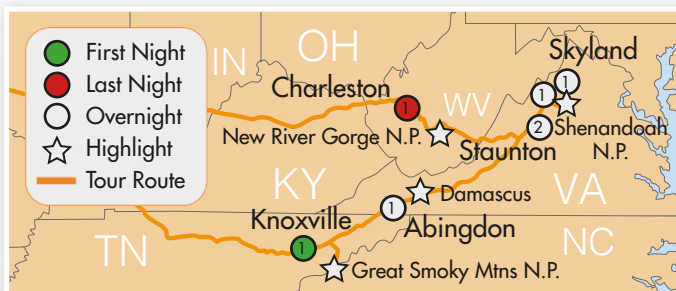 First Night
Last Night
Overnight
Highlight
Tour Route
IN
OH
Skyland
Charleston
1
1
1
WV
2
New River Gorge N.P.
Staunton
Shenandoah
N.P.
KY
Damascus
VA
1
Abingdon
Knoxville
TN
1
NC
Great Smoky Mtns N.P.